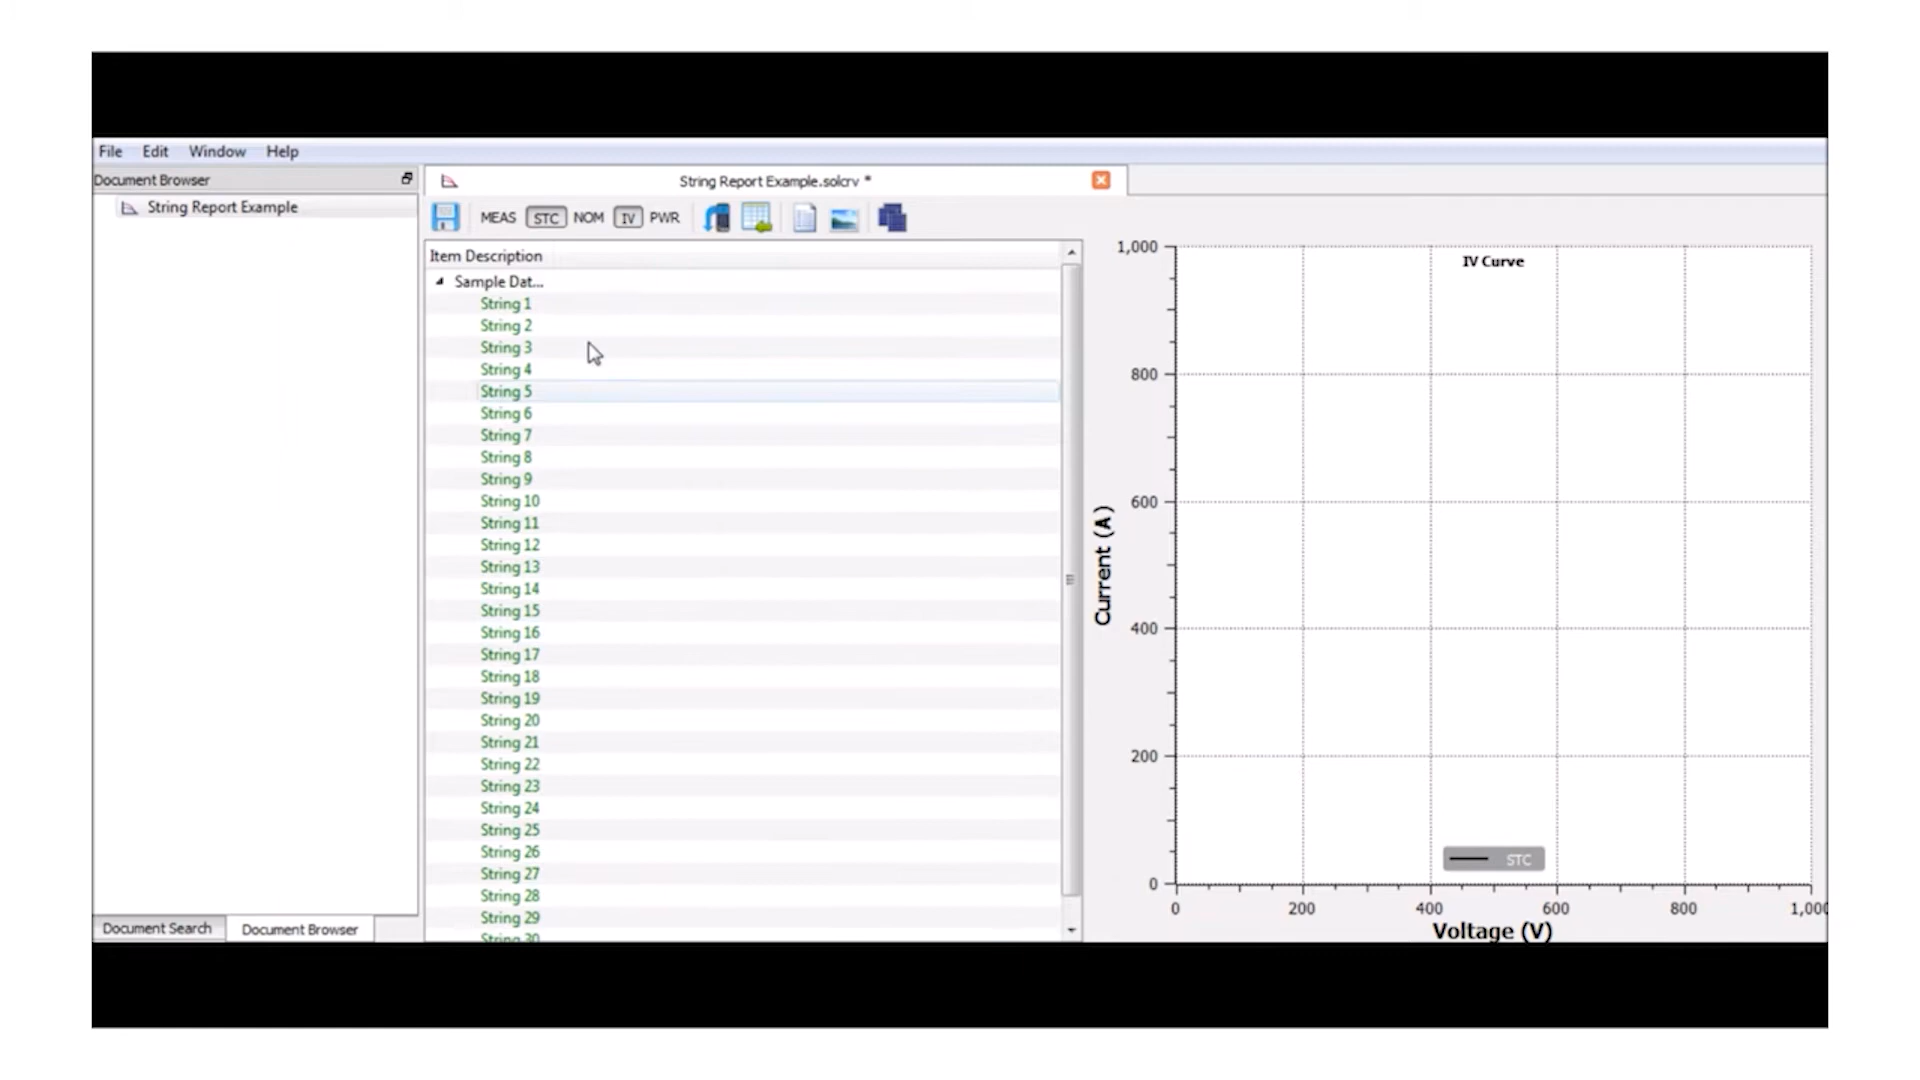 File Edit Window Help
Document Browser
String Report Example.solcrv *
String Report Example
MEAS STC NOM IV PWR
Item Description
Sample Dat...
String 1
String 2
String 3
String 4
String 5
String 6
String 7
String 8
String 9
String 10
String 11
String 12
String 13
String 14
String 15
String 16
String 17
String 18
String 19
String 20
String 21
String 22
String 23
String 24
String 25
String 26
String 27
String 28
String 29
String 30
Document Search Document Browser
IV Curve
1,000
800
600
400
200
0
Current (A)
STC
0 200 400 600 800 1,000
Voltage (V)